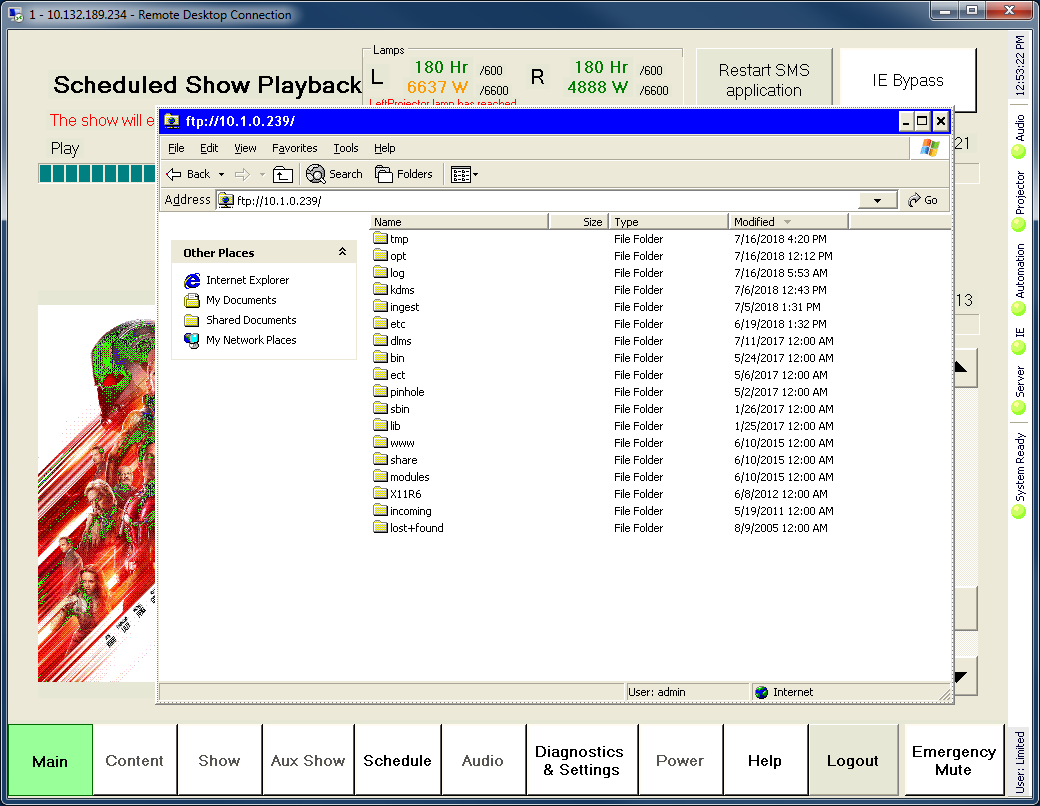 1 - 10.132.189.234 - Remote Desktop Connection
Scheduled Show Playback
Lamps
L 180 Hr /600 R 180 Hr /600
6637 W /6600 4888 W /6600
LeftProjector lamp has reached
Restart SMS
application
IE Bypass
The show will e
Play
21
13
ftp://10.1.0.239/
File Edit View Favorites Tools Help
Back Search Folders
Address ftp://10.1.0.239/ Go
Other Places
Internet Explorer
My Documents
Shared Documents
My Network Places
Name Size Type Modified
tmp File Folder 7/16/2018 4:20 PM
opt File Folder 7/16/2018 12:12 PM
log File Folder 7/16/2018 5:53 AM
kdms File Folder 7/6/2018 12:43 PM
ingest File Folder 7/5/2018 1:31 PM
etc File Folder 6/19/2018 1:32 PM
dlms File Folder 7/11/2017 12:00 AM
bin File Folder 5/24/2017 12:00 AM
ect File Folder 5/6/2017 12:00 AM
pinhole File Folder 5/2/2017 12:00 AM
sbin File Folder 1/26/2017 12:00 AM
lib File Folder 1/25/2017 12:00 AM
www File Folder 6/10/2015 12:00 AM
share File Folder 6/10/2015 12:00 AM
modules File Folder 6/10/2015 12:00 AM
X11R6 File Folder 6/8/2012 12:00 AM
incoming File Folder 5/19/2011 12:00 AM
lost+found File Folder 8/9/2005 12:00 AM
User: admin Internet
12:53:22 PM
Audio
Projector
Automation
IE
Server
System Ready
User: Limited
Main
Content
Show
Aux Show
Schedule
Audio
Diagnostics
& Settings
Power
Help
Logout
Emergency
Mute